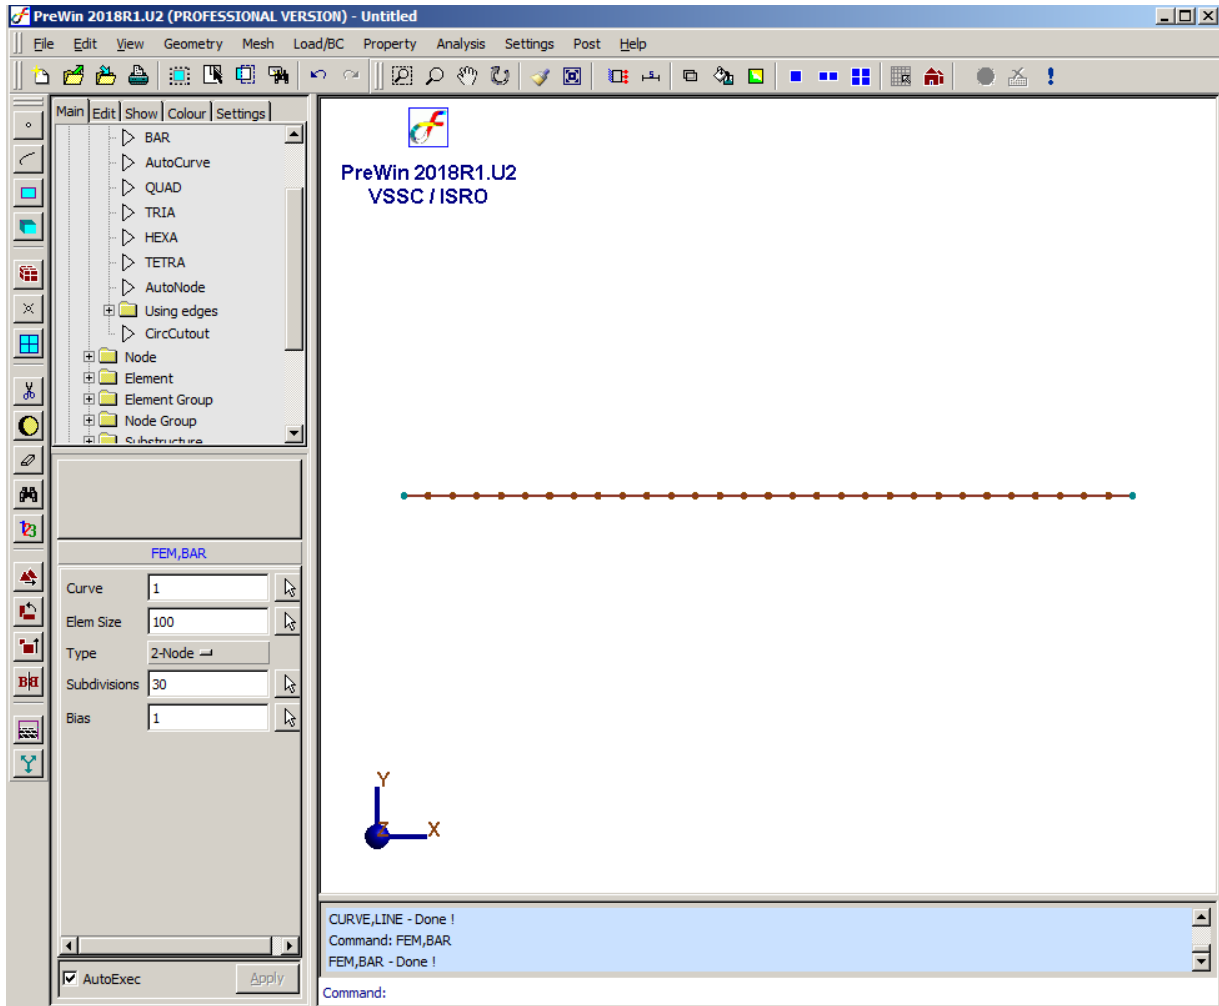 PreWin 2018R1.U2 (PROFESSIONAL VERSION) - Untitled
File Edit View Geometry Mesh Load/BC Property Analysis Settings Post Help
Main Edit Show Colour Settings
BAR
AutoCurve
QUAD
TRIA
HEXA
TETRA
AutoNode
Using edges
CircCutout
Node
Element
Element Group
Node Group
Substructure
FEM,BAR
Curve 1
Elem Size 100
Type 2-Node
Subdivisions 30
Bias 1
AutoExec Apply
PreWin 2018R1.U2
VSSC / ISRO
Y
Z X
CURVE,LINE - Done !
Command: FEM,BAR
FEM,BAR - Done !
Command: